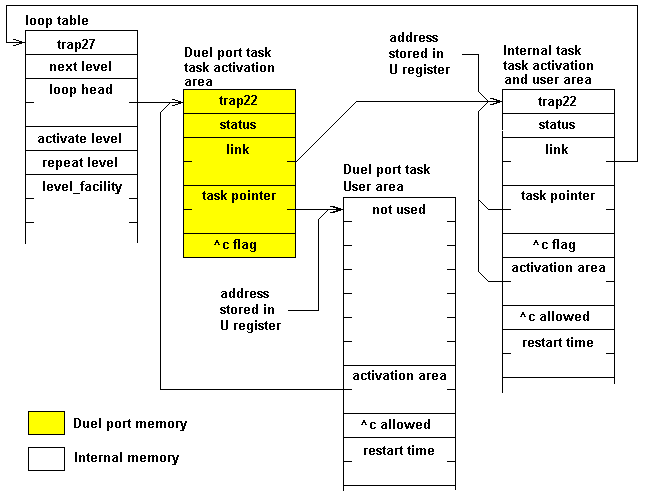 loop table
trap27
next level
loop head
activate level
repeat level
level_facility
Duel port task
task activation
area
trap22
status
link
task pointer
^c flag
address
stored in
U register
Duel port task
User area
not used
activation area
^c allowed
restart time
address
stored in
U register
Internal task
task activation
and user area
trap22
status
link
task pointer
^c flag
activation area
^c allowed
restart time
Duel port memory
Internal memory